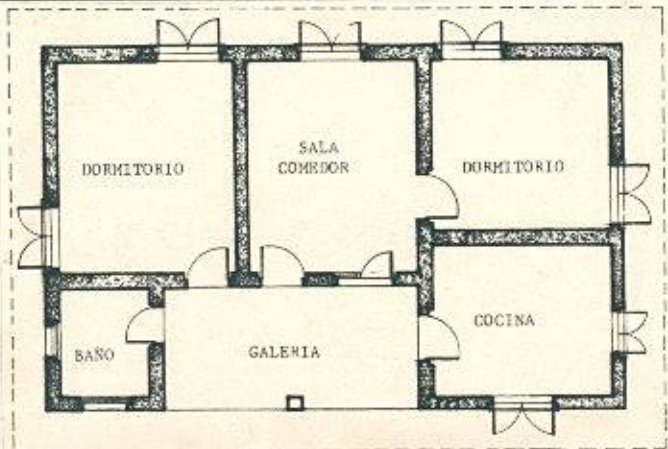 DORMITORIO
SALA
COMEDOR
DORMITORIO
BAÑO
GALERIA
COCINA